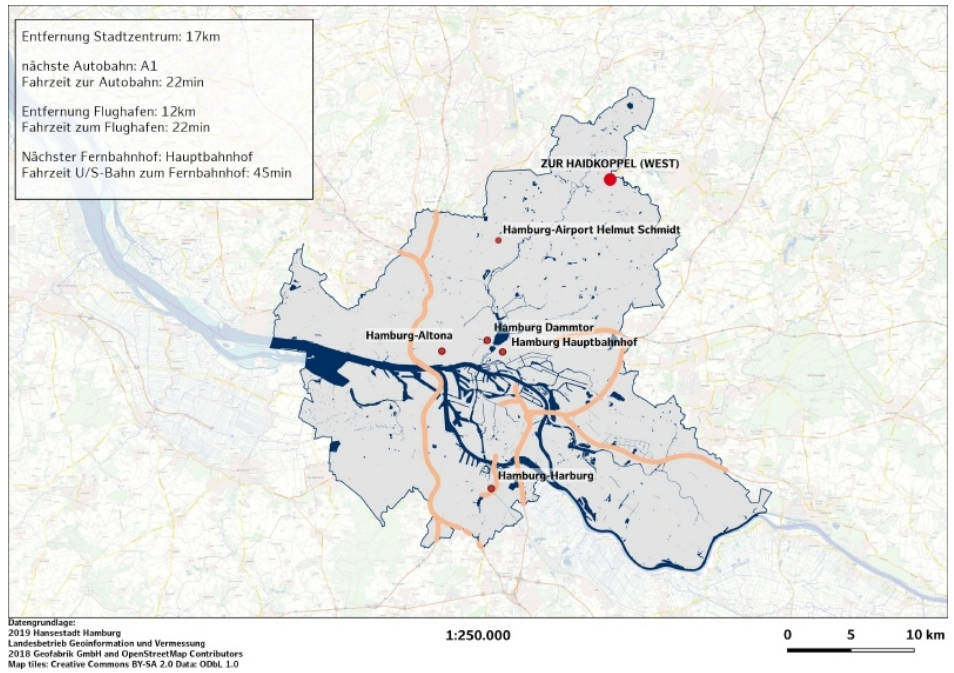 Entfernung Stadtzentrum: 17km
nächste Autobahn: A1
Fahrzeit zur Autobahn: 22min
Entfernung Flughafen: 12km
Fahrzeit zum Flughafen: 22min
Nächster Fernbahnhof: Hauptbahnhof
Fahrzeit U/S-Bahn zum Fernbahnhof: 45min
ZUR HAIDKOPPEL (WEST)
Hamburg-Airport Helmut Schmidt
Hamburg Dammtor
Hamburg-Altona
Hamburg Hauptbahnhof
Hamburg-Harburg
Datengrundlage:
2019 Hansestadt Hamburg
Landesbetrieb Geoinformation und Vermessung
2018 Geofabrik GmbH and OpenStreetMap Contributors
Map tiles: Creative Commons BY-SA 2.0 Data: ODbL 1.0
1:250.000
0 5 10 km